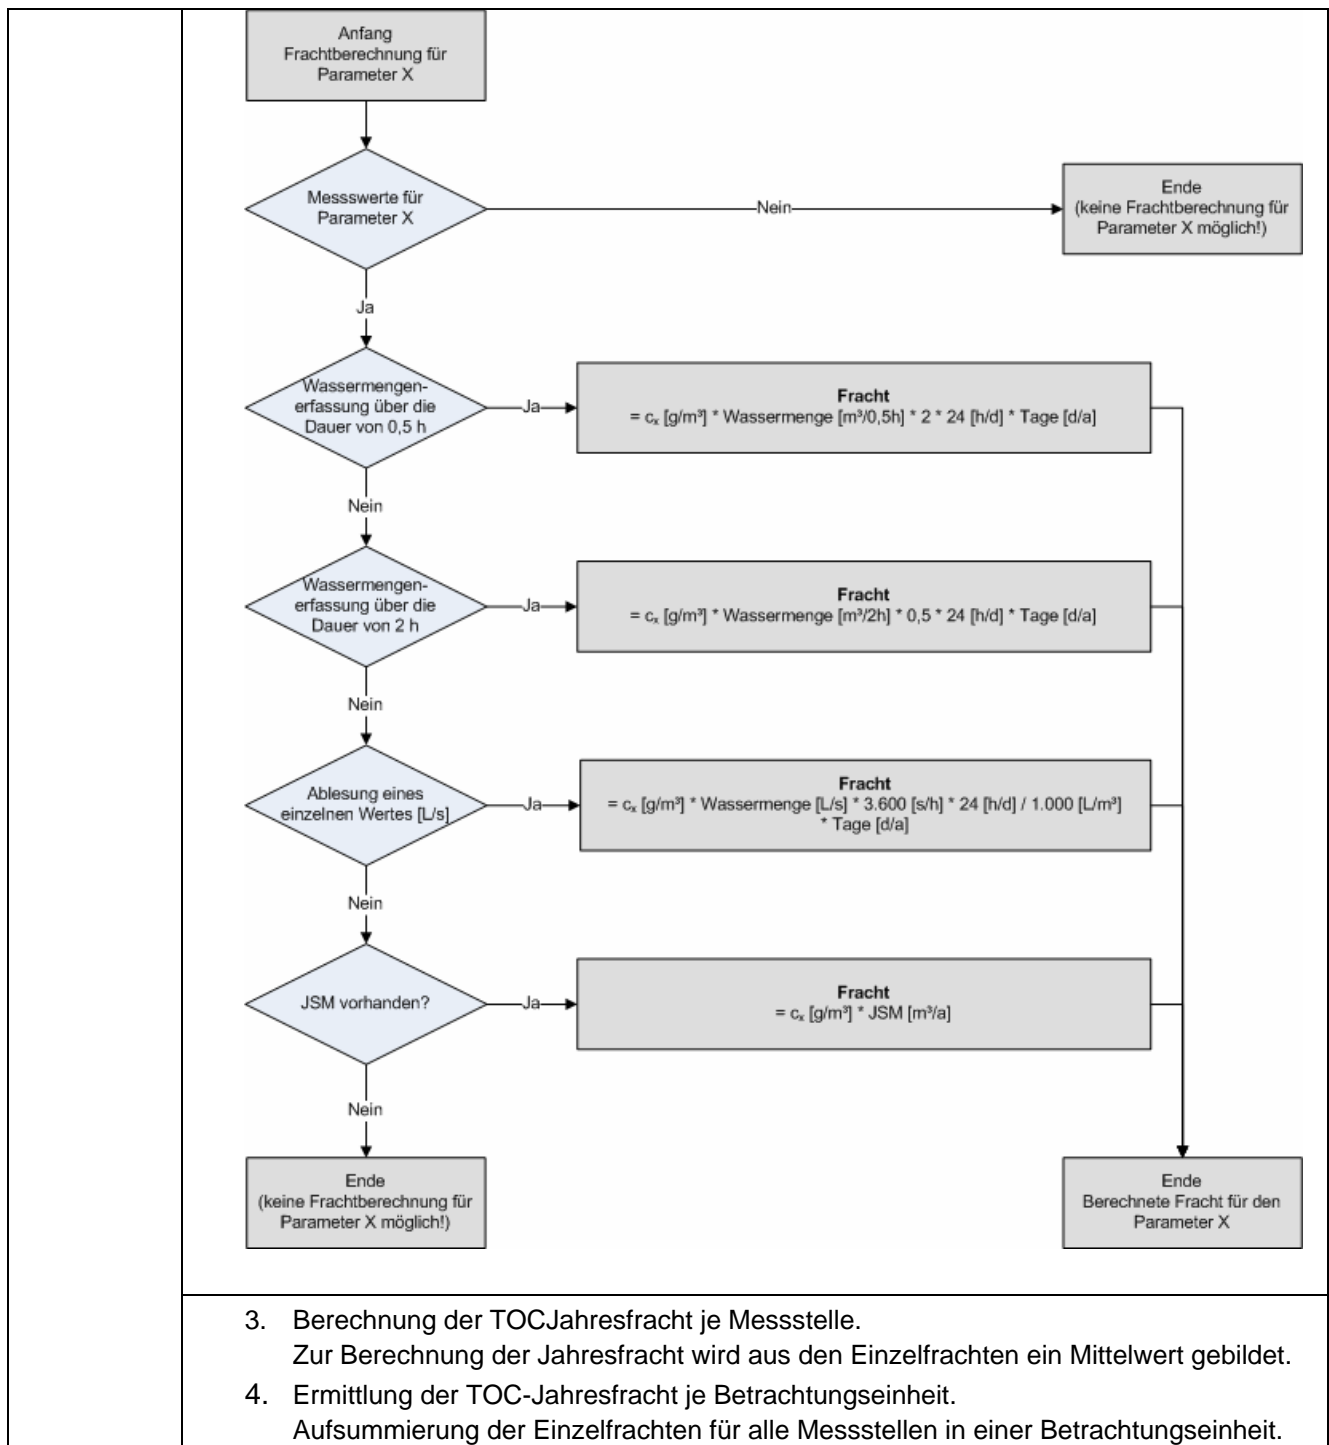 Anfang
Frachtberechnung für
Parameter X
Messswerte für
Parameter X
Nein
Ende
(keine Frachtberechnung für
Parameter X möglich!)
Ja
Wassermengen-
erfassung über die
Dauer von 0,5 h
Ja
Fracht
= cₓ [g/m³] * Wassermenge [m³/0,5h] * 2 * 24 [h/d] * Tage [d/a]
Nein
Wassermengen-
erfassung über die
Dauer von 2 h
Ja
Fracht
= cₓ [g/m³] * Wassermenge [m³/2h] * 0,5 * 24 [h/d] * Tage [d/a]
Nein
Ablesung eines
einzelnen Wertes [L/s]
Ja
Fracht
= cₓ [g/m³] * Wassermenge [L/s] * 3.600 [s/h] * 24 [h/d] / 1.000 [L/m³]
* Tage [d/a]
Nein
JSM vorhanden?
Ja
Fracht
= cₓ [g/m³] * JSM [m³/a]
Nein
Ende
(keine Frachtberechnung für
Parameter X möglich!)
Ende
Berechnete Fracht für den
Parameter X
3. Berechnung der TOCJahresfracht je Messstelle.
Zur Berechnung der Jahresfracht wird aus den Einzelfrachten ein Mittelwert gebildet.
4. Ermittlung der TOC-Jahresfracht je Betrachtungseinheit.
Aufsummierung der Einzelfrachten für alle Messstellen in einer Betrachtungseinheit.